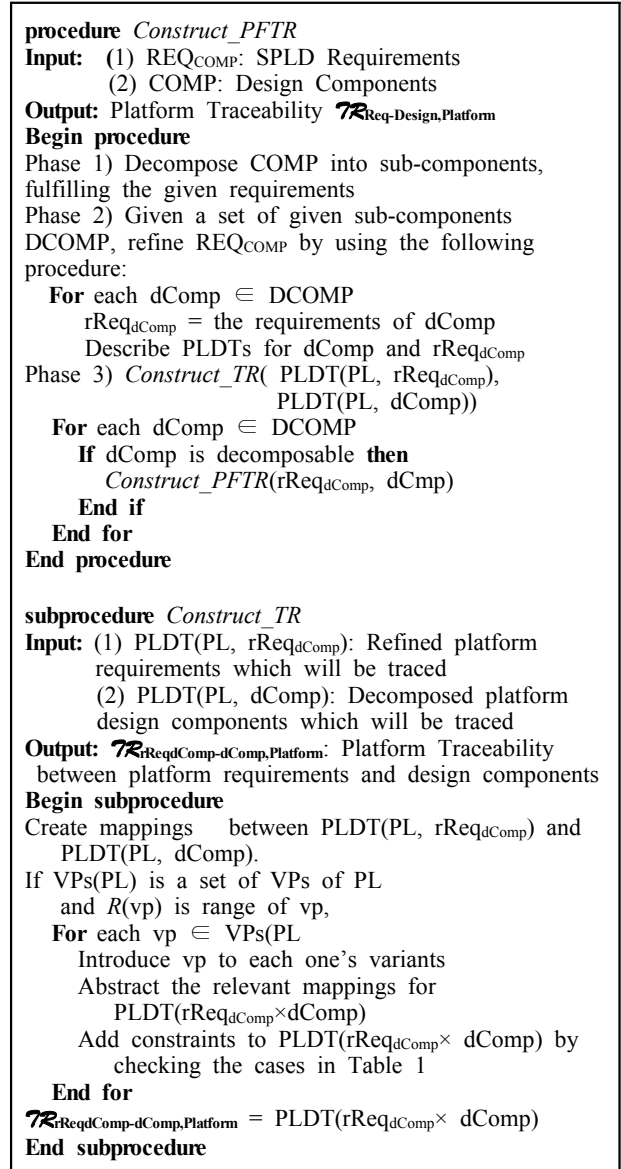 procedure Construct_PFTR
Input: (1) REQCOMP: SPLD Requirements
(2) COMP: Design Components
Output: Platform Traceability TRReq-Design,Platform
Begin procedure
Phase 1) Decompose COMP into sub-components,
fulfilling the given requirements
Phase 2) Given a set of given sub-components
DCOMP, refine REQCOMP by using the following
procedure:
For each dComp ∈ DCOMP
rReqdComp = the requirements of dComp
Describe PLDTs for dComp and rReqdComp
Phase 3) Construct_TR( PLDT(PL, rReqdComp),
PLDT(PL, dComp))
For each dComp ∈ DCOMP
If dComp is decomposable then
Construct_PFTR(rReqdComp, dCmp)
End if
End for
End procedure
subprocedure Construct_TR
Input: (1) PLDT(PL, rReqdComp): Refined platform
requirements which will be traced
(2) PLDT(PL, dComp): Decomposed platform
design components which will be traced
Output: TRrReqdComp-dComp,Platform: Platform Traceability
between platform requirements and design components
Begin subprocedure
Create mappings between PLDT(PL, rReqdComp) and
PLDT(PL, dComp).
If VPs(PL) is a set of VPs of PL
and R(vp) is range of vp,
For each vp ∈ VPs(PL
Introduce vp to each one's variants
Abstract the relevant mappings for
PLDT(rReqdComp×dComp)
Add constraints to PLDT(rReqdComp× dComp) by
checking the cases in Table 1
End for
TRrReqdComp-dComp,Platform = PLDT(rReqdComp× dComp)
End subprocedure